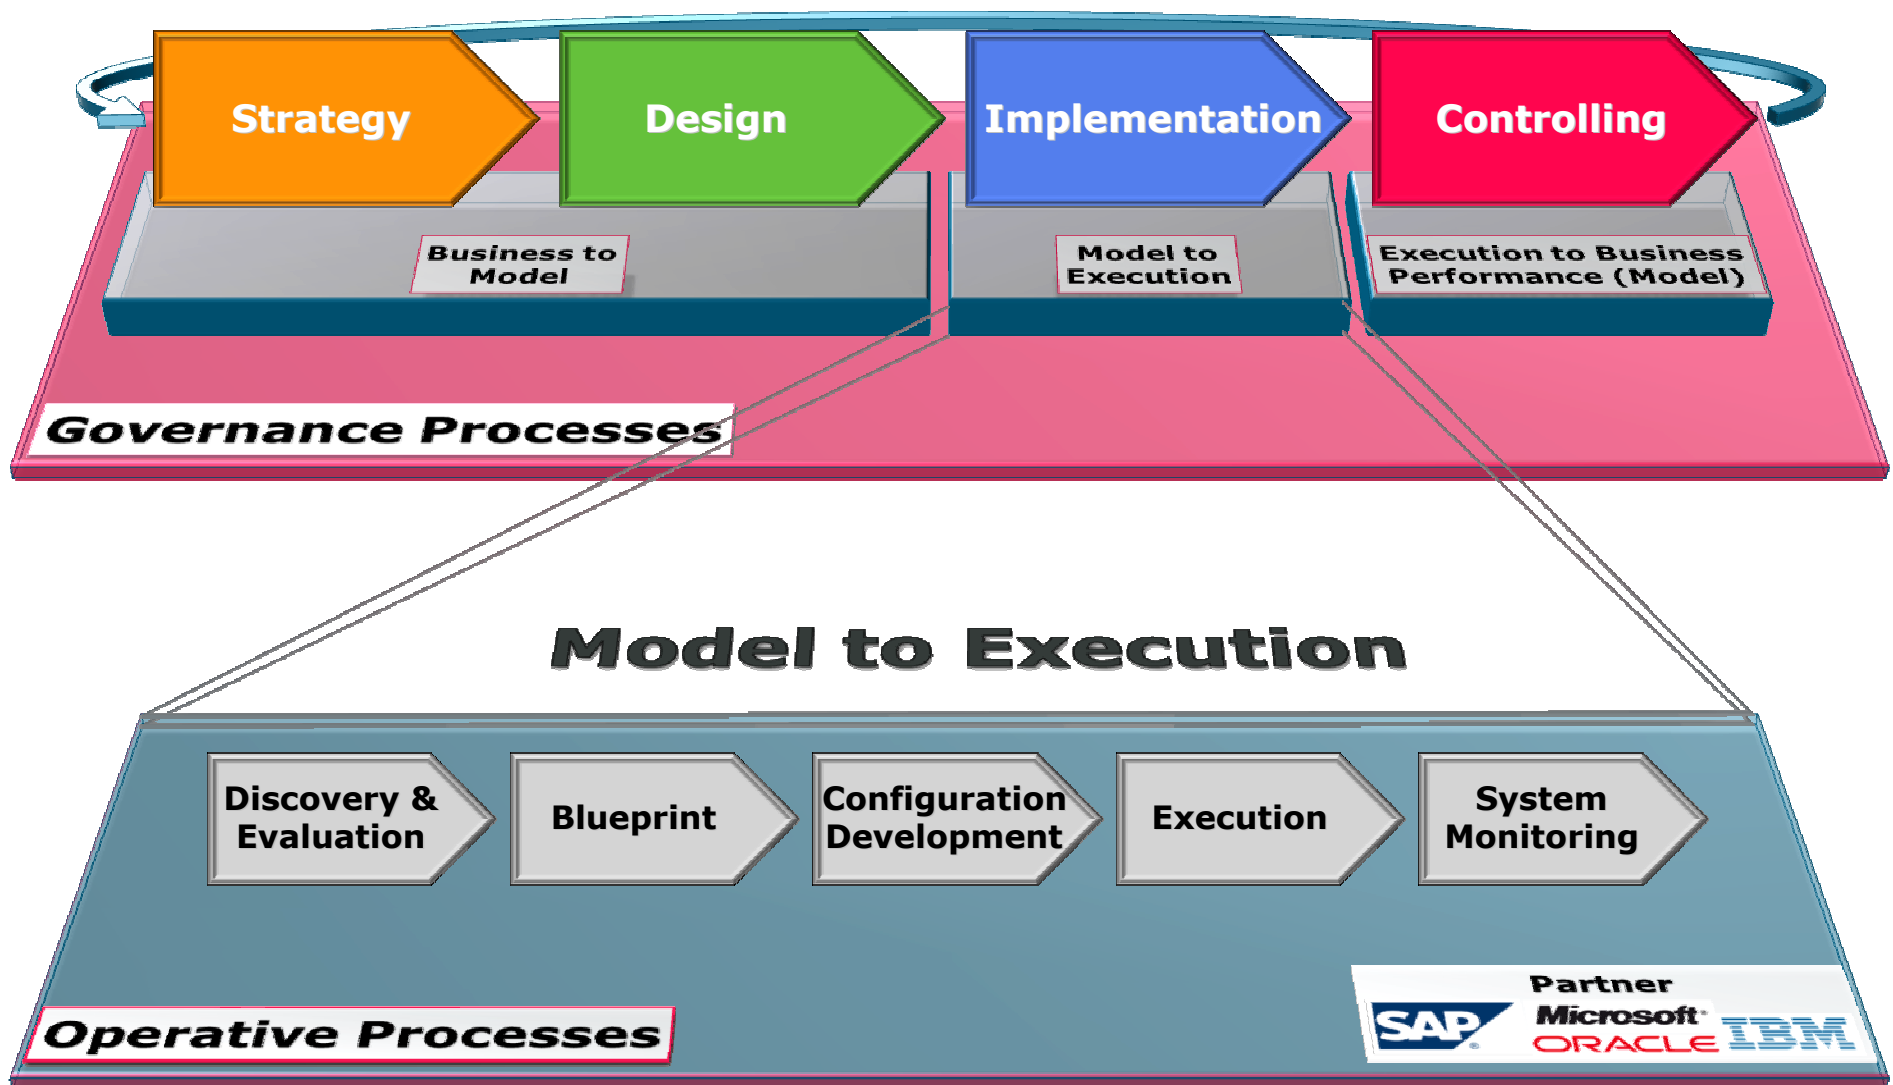 Strategy
Design
Implementation
Controlling
Business to
Model
Model to
Execution
Execution to Business
Performance (Model)
Governance Processes
Model to Execution
Discovery &
Evaluation
Blueprint
Configuration
Development
Execution
System
Monitoring
Operative Processes
Partner
SAP®
Microsoft
ORACLE
IBM